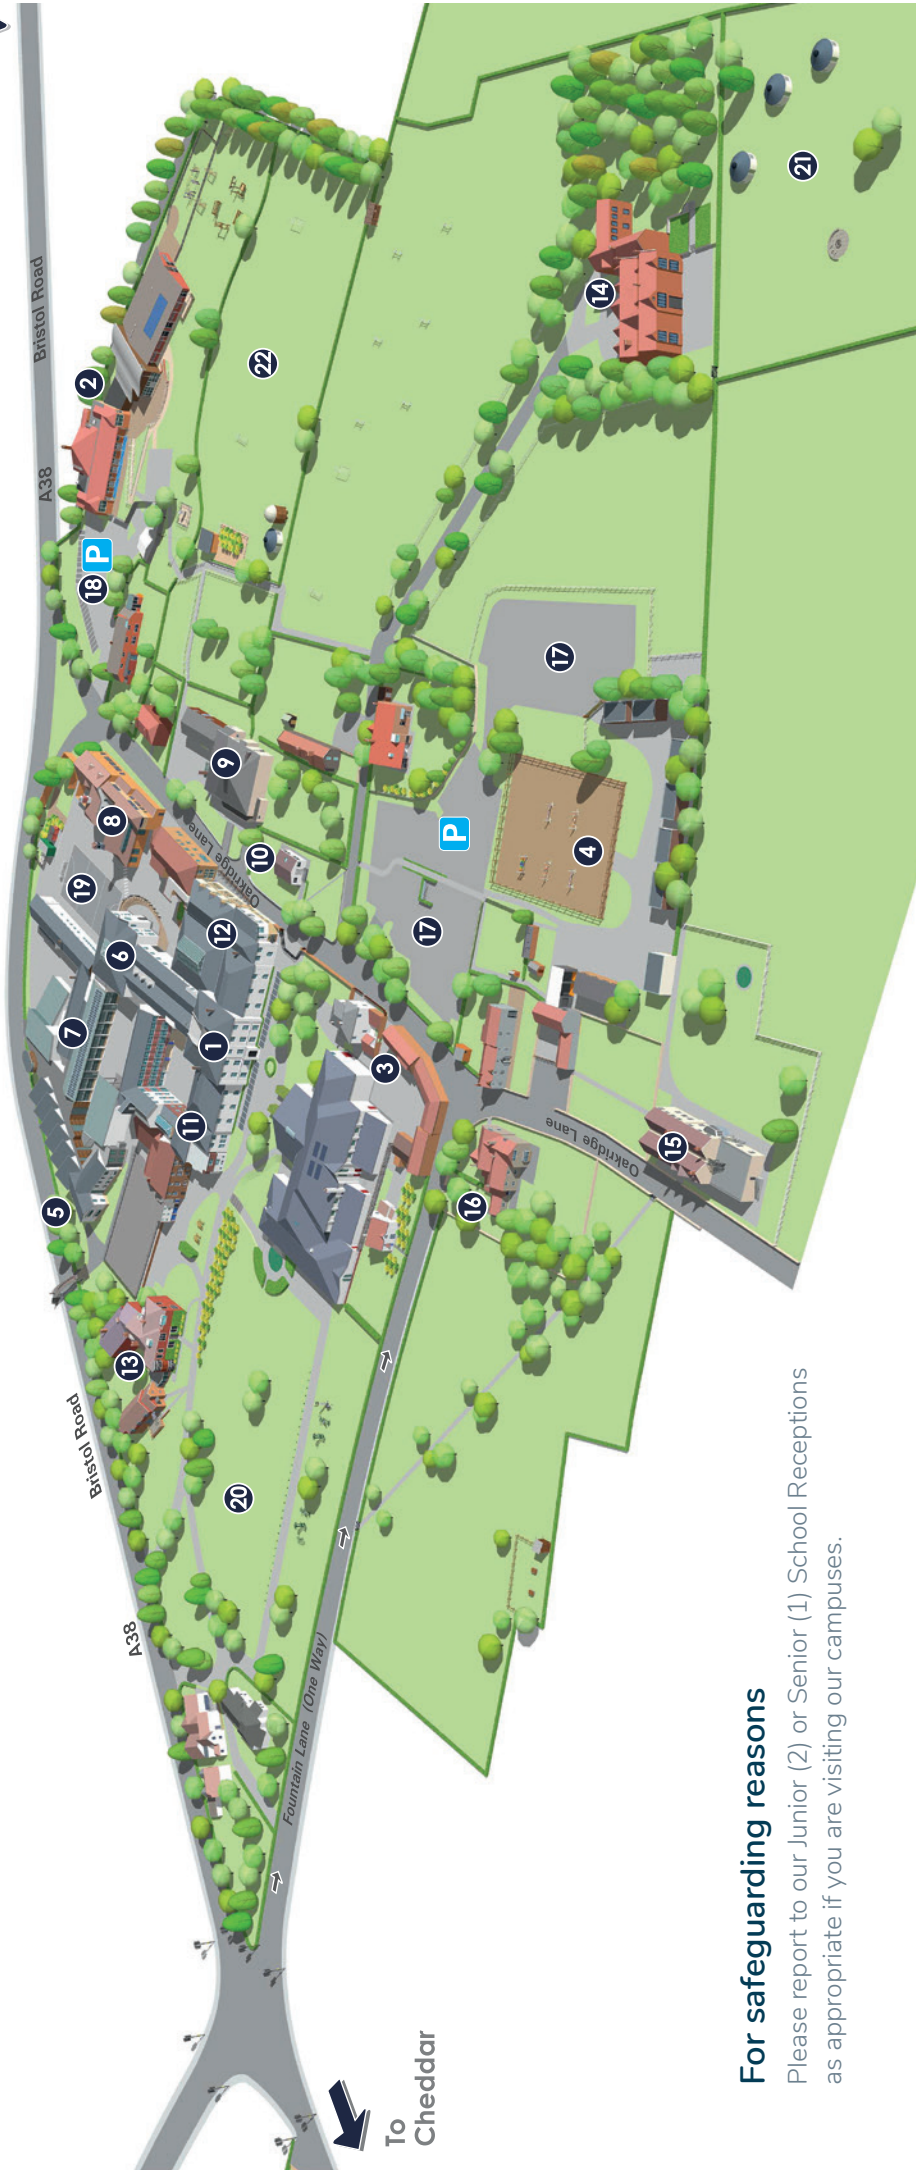 Bristol Road
A38
Bristol Road
A38
Fountain Lane (One Way)
Oakridge Lane
Oakridge Lane
To
Cheddar
P
P
1
2
3
4
5
6
7
8
9
10
11
12
13
14
15
16
17
17
18
19
20
21
22
For safeguarding reasons
Please report to our Junior (2) or Senior (1) School Receptions
as appropriate if you are visiting our campuses.